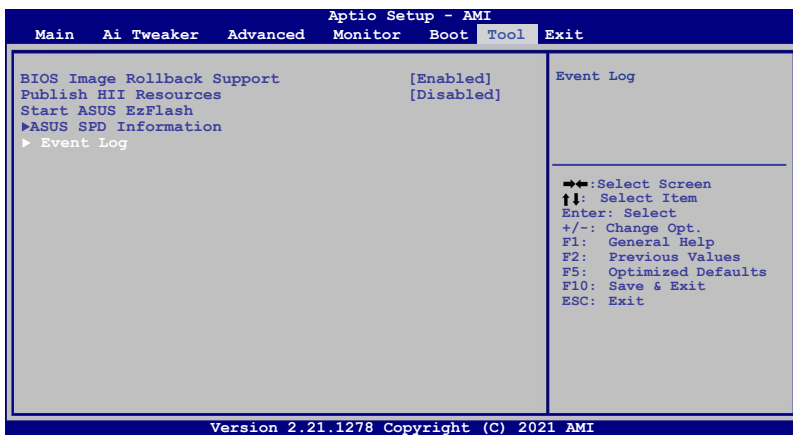 Aptio Setup - AMI
Main Ai Tweaker Advanced Monitor Boot Tool Exit
BIOS Image Rollback Support [Enabled]
Publish HII Resources [Disabled]
Start ASUS EzFlash
▶ASUS SPD Information
▶ Event Log
Event Log
→←:Select Screen
↑↓: Select Item
Enter: Select
+/-: Change Opt.
F1: General Help
F2: Previous Values
F5: Optimized Defaults
F10: Save & Exit
ESC: Exit
Version 2.21.1278 Copyright (C) 2021 AMI